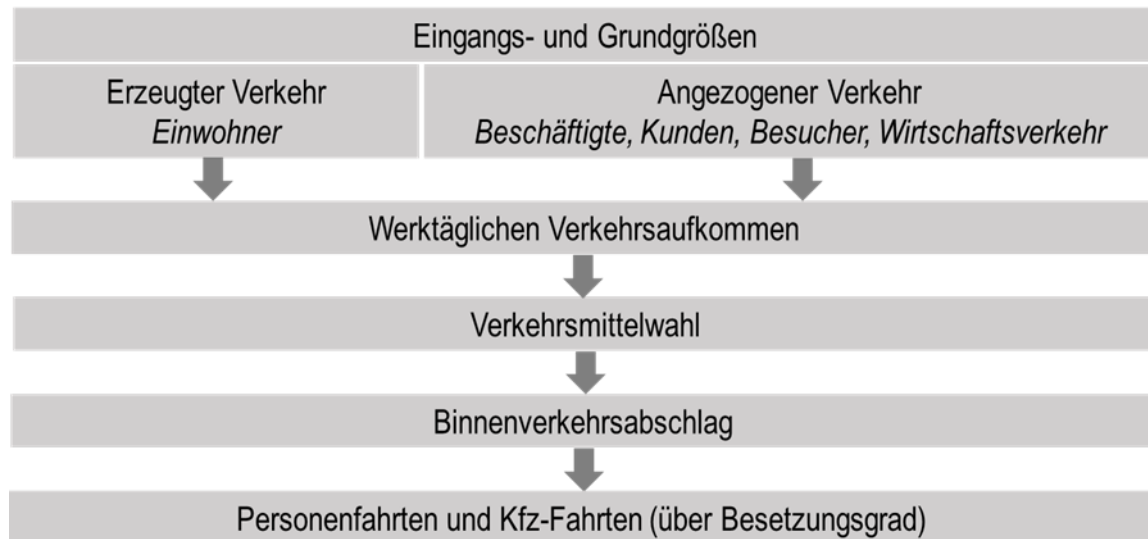 Eingangs- und Grundgrößen
Erzeugter Verkehr
Einwohner
Angezogener Verkehr
Beschäftigte, Kunden, Besucher, Wirtschaftsverkehr
Werktäglichen Verkehrsaufkommen
Verkehrsmittelwahl
Binnenverkehrsabschlag
Personenfahrten und Kfz-Fahrten (über Besetzungsgrad)